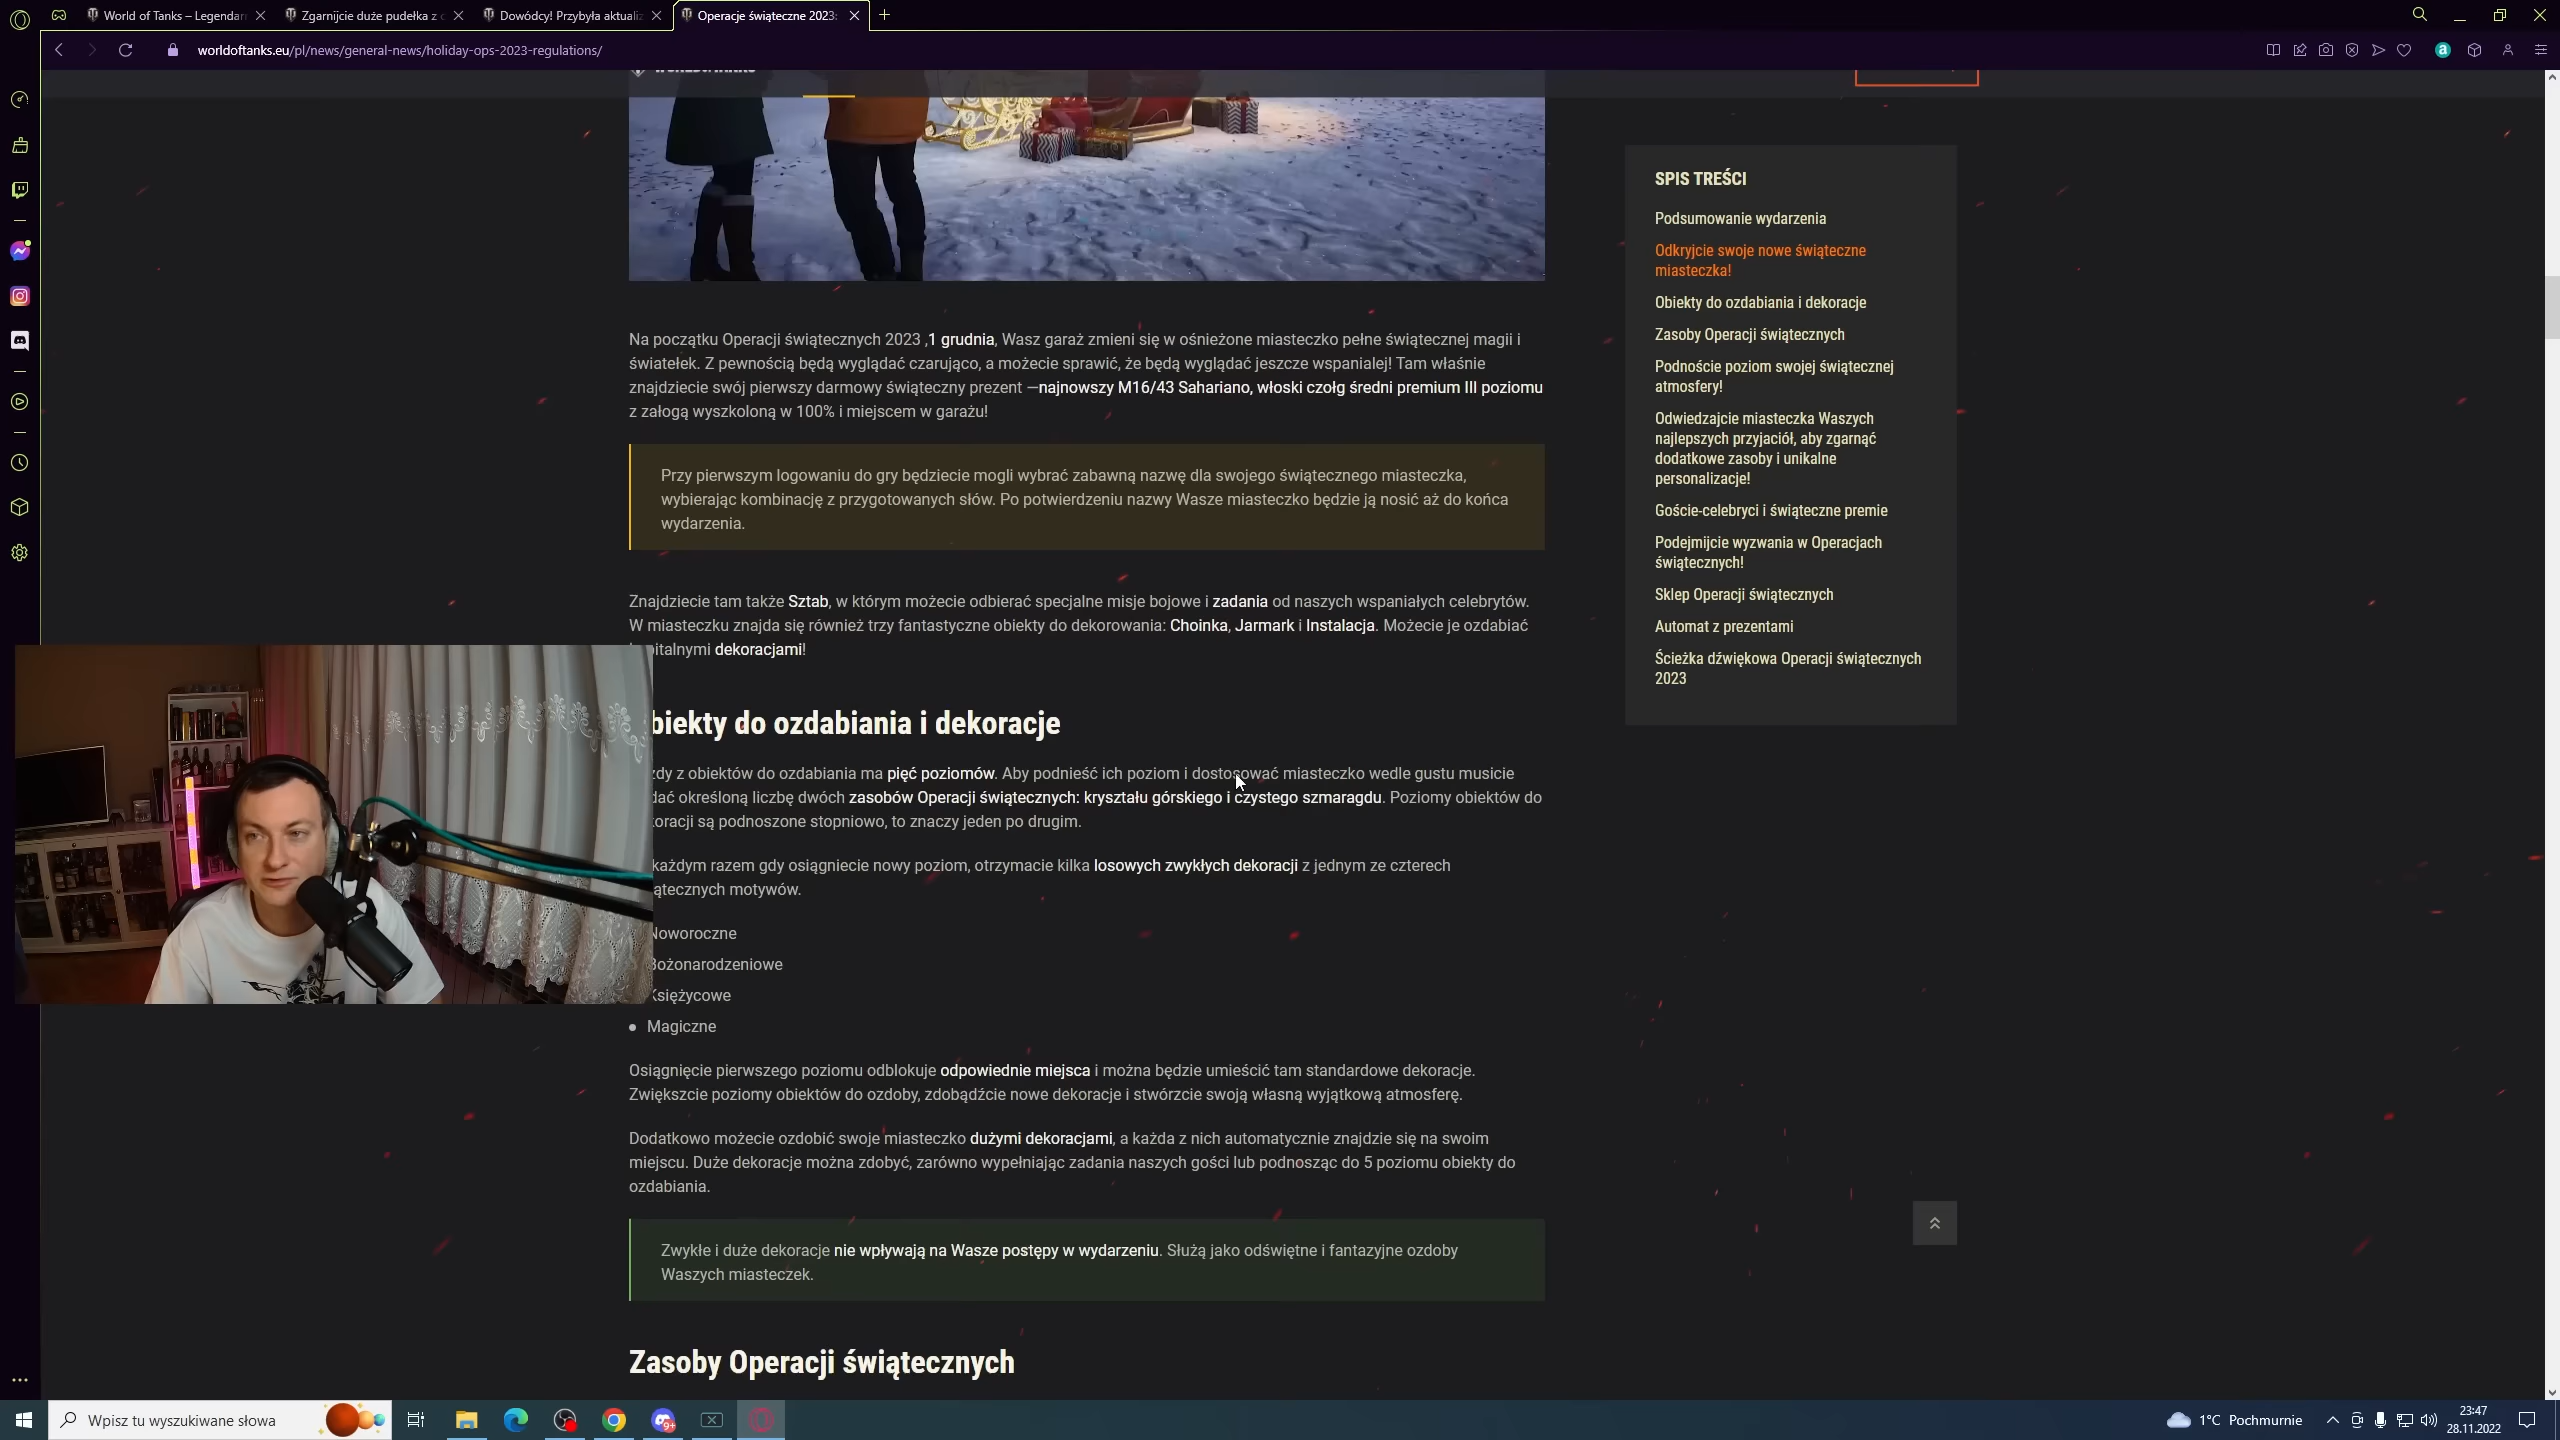 World of Tanks – Legendar
Zgarnijcie duże pudełka z
Dowódcy! Przybyła aktuali
Operacje świąteczne 2023:
worldoftanks.eu/pl/news/general-news/holiday-ops-2023-regulations/
Na początku Operacji świątecznych 2023 ,1 grudnia, Wasz garaż zmieni się w ośnieżone miasteczko pełne świątecznej magii i
światełek. Z pewnością będą wyglądać czarująco, a możecie sprawić, że będą wyglądać jeszcze wspanialej! Tam właśnie
znajdziecie swój pierwszy darmowy świąteczny prezent —najnowszy M16/43 Sahariano, włoski czołg średni premium III poziomu
z załogą wyszkoloną w 100% i miejscem w garażu!
Przy pierwszym logowaniu do gry będziecie mogli wybrać zabawną nazwę dla swojego świątecznego miasteczka,
wybierając kombinację z przygotowanych słów. Po potwierdzeniu nazwy Wasze miasteczko będzie ją nosić aż do końca
wydarzenia.
Znajdziecie tam także Sztab, w którym możecie odbierać specjalne misje bojowe i zadania od naszych wspaniałych celebrytów.
W miasteczku znajda się również trzy fantastyczne obiekty do dekorowania: Choinka, Jarmark i Instalacja. Możecie je ozdabiać
pitalnymi dekoracjami!
biekty do ozdabiania i dekoracje
zdy z obiektów do ozdabiania ma pięć poziomów. Aby podnieść ich poziom i dostosować miasteczko wedle gustu musicie
dać określoną liczbę dwóch zasobów Operacji świątecznych: kryształu górskiego i czystego szmaragdu. Poziomy obiektów do
koracji są podnoszone stopniowo, to znaczy jeden po drugim.
każdym razem gdy osiągniecie nowy poziom, otrzymacie kilka losowych zwykłych dekoracji z jednym ze czterech
ątecznych motywów.
Noworoczne
Bożonarodzeniowe
Księżycowe
Magiczne
Osiągnięcie pierwszego poziomu odblokuje odpowiednie miejsca i można będzie umieścić tam standardowe dekoracje.
Zwiększcie poziomy obiektów do ozdoby, zdobądźcie nowe dekoracje i stwórzcie swoją własną wyjątkową atmosferę.
Dodatkowo możecie ozdobić swoje miasteczko dużymi dekoracjami, a każda z nich automatycznie znajdzie się na swoim
miejscu. Duże dekoracje można zdobyć, zarówno wypełniając zadania naszych gości lub podnosząc do 5 poziomu obiekty do
ozdabiania.
Zwykłe i duże dekoracje nie wpływają na Wasze postępy w wydarzeniu. Służą jako odświętne i fantazyjne ozdoby
Waszych miasteczek.
Zasoby Operacji świątecznych
SPIS TREŚCI
Podsumowanie wydarzenia
Odkryjcie swoje nowe świąteczne
miasteczka!
Obiekty do ozdabiania i dekoracje
Zasoby Operacji świątecznych
Podnoście poziom swojej świątecznej
atmosfery!
Odwiedzajcie miasteczka Waszych
najlepszych przyjaciół, aby zgarnąć
dodatkowe zasoby i unikalne
personalizacje!
Goście-celebryci i świąteczne premie
Podejmijcie wyzwania w Operacjach
świątecznych!
Sklep Operacji świątecznych
Automat z prezentami
Ścieżka dźwiękowa Operacji świątecznych
2023
Wpisz tu wyszukiwane słowa
9+
1°C Pochmurnie
23:47
28.11.2022